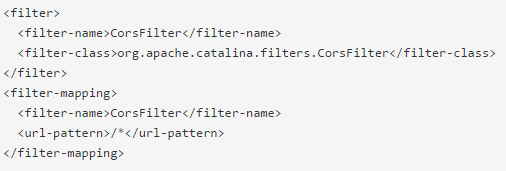 <filter>
  <filter-name>CorsFilter</filter-name>
  <filter-class>org.apache.catalina.filters.CorsFilter</filter-class>
</filter>
<filter-mapping>
  <filter-name>CorsFilter</filter-name>
  <url-pattern>/*</url-pattern>
</filter-mapping>